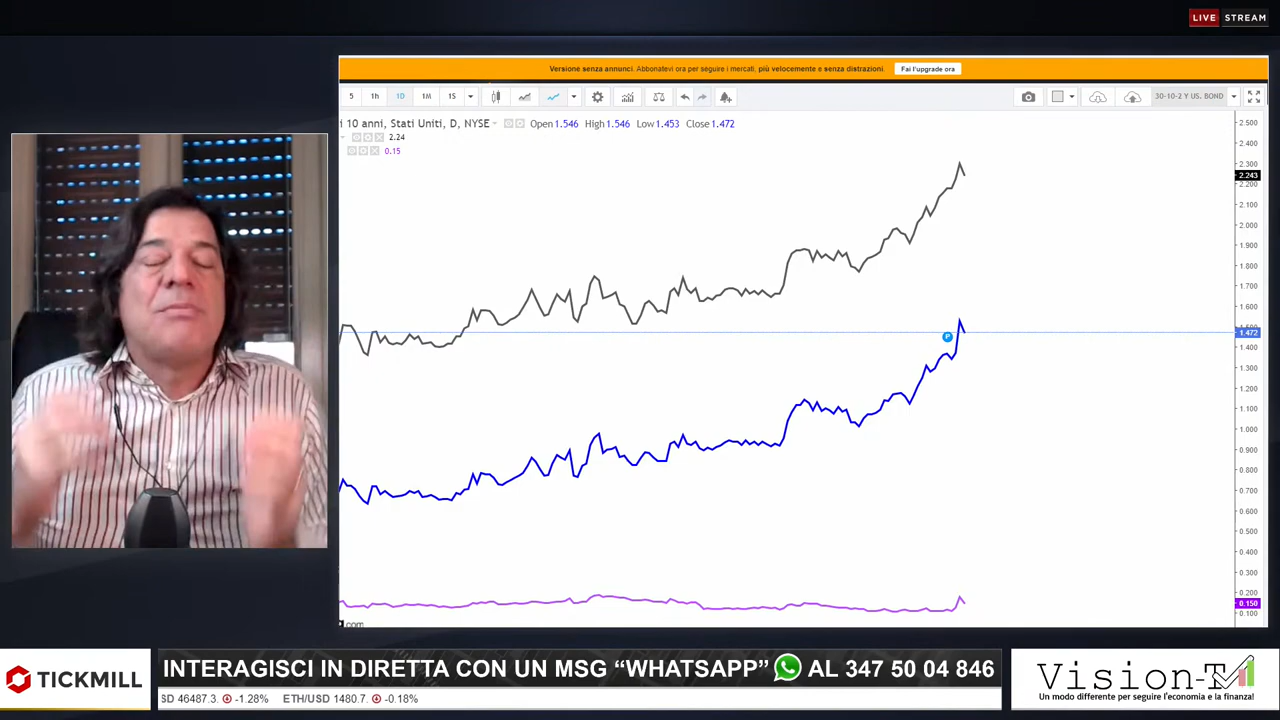 LIVE STREAM
Versione senza annunci. Abbonatevi ora per seguire i mercati, più velocemente e senza distrazioni. Fai l'upgrade ora
5 1h 1D 1M 1S
30-10-2 Y US. BOND
i 10 anni, Stati Uniti, D, NYSE Open 1.546 High 1.546 Low 1.453 Close 1.472
2.24
0.15
2.500
2.400
2.300
2.243
2.200
2.100
2.000
1.900
1.800
1.700
1.600
1.472
1.400
1.300
1.200
1.100
1.000
0.900
0.800
0.700
0.600
0.500
0.400
0.300
0.200
0.150
0.100
P
.com
TICKMILL
INTERAGISCI IN DIRETTA CON UN MSG “WHATSAPP” AL 347 50 04 846
SD 46487.3. -1.28% ETH/USD 1480.7. -0.18%
Vision-T
Un modo differente per seguire l'economia e la finanza!